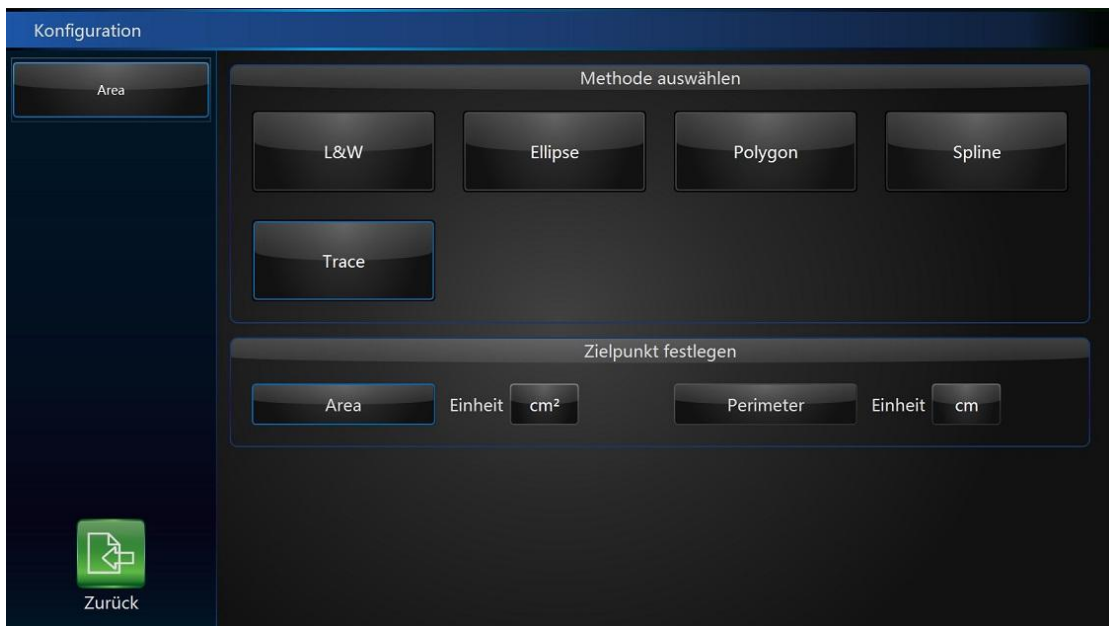 Konfiguration
Area
Methode auswählen
L&W
Ellipse
Polygon
Spline
Trace
Zielpunkt festlegen
Area
Einheit
cm²
Perimeter
Einheit
cm
Zurück